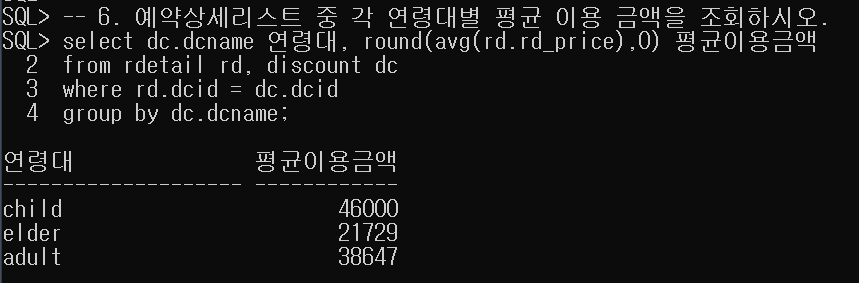 SQL> -- 6. 예약상세리스트 중 각 연령대별 평균 이용 금액을 조회하시오.
SQL> select dc.dcname 연령대, round(avg(rd.rd_price),0) 평균이용금액
2 from rdetail rd, discount dc
3 where rd.dcid = dc.dcid
4 group by dc.dcname;
연령대 평균이용금액
-------------------- ------------
child 46000
elder 21729
adult 38647